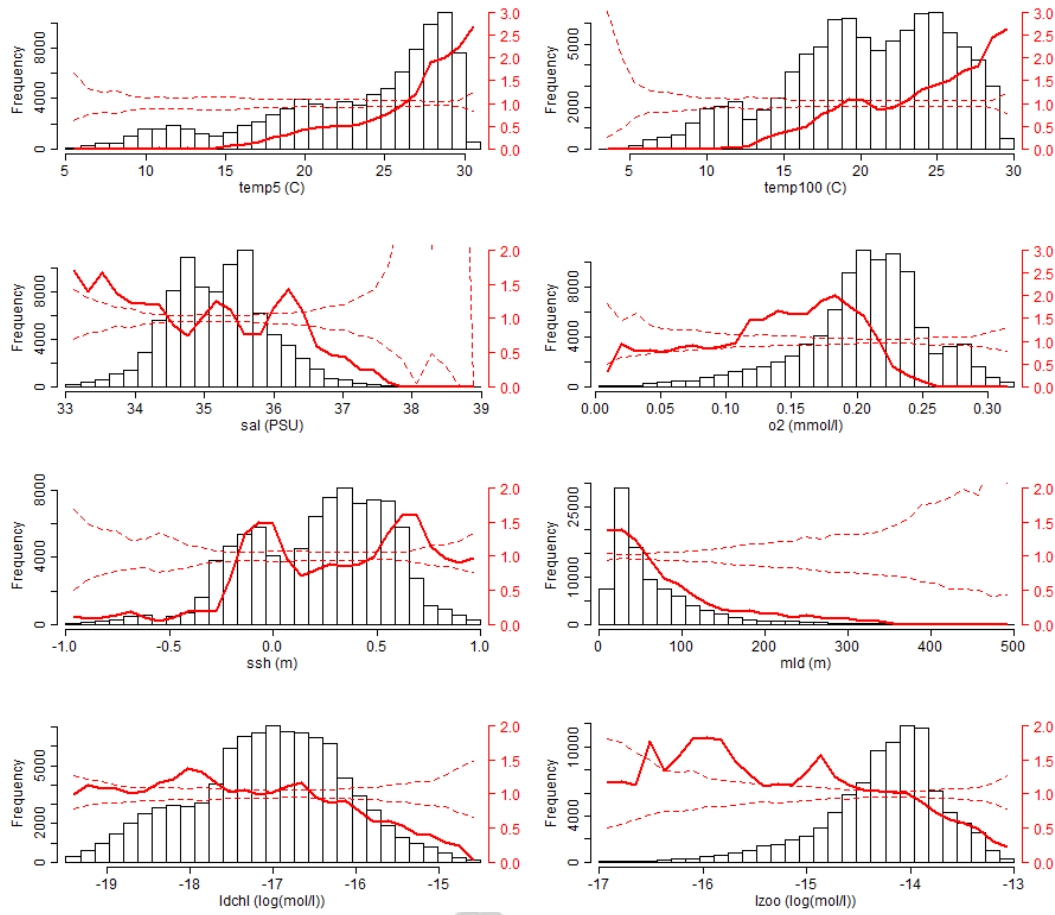 Frequency
0 4000 8000
5 10 15 20 25 30
temp5 (C)
0.0 0.5 1.0 1.5 2.0 2.5 3.0
Frequency
0 2000 5000
5 10 15 20 25 30
temp100 (C)
0.0 0.5 1.0 1.5 2.0 2.5 3.0
Frequency
0 4000 8000
33 34 35 36 37 38 39
sal (PSU)
0.0 0.5 1.0 1.5 2.0
Frequency
0 4000 8000
0.00 0.05 0.10 0.15 0.20 0.25 0.30
o2 (mmol/l)
0.0 0.5 1.0 1.5 2.0
Frequency
0 4000 8000
-1.0 -0.5 0.0 0.5 1.0
ssh (m)
0.0 0.5 1.0 1.5 2.0
Frequency
0 10000 25000
0 100 200 300 400 500
mld (m)
0.0 0.5 1.0 1.5 2.0
Frequency
0 2000 5000
-19 -18 -17 -16 -15
ldchl (log(mol/l))
0.0 0.5 1.0 1.5 2.0
Frequency
0 4000 10000
-17 -16 -15 -14 -13
lzoo (log(mol/l))
0.0 0.5 1.0 1.5 2.0